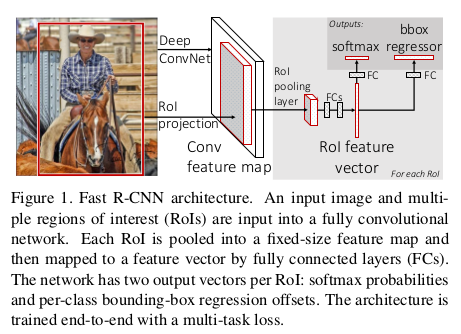 Outputs:
bbox
softmax regressor
Deep
ConvNet
FC FC
RoI
pooling
layer
FCs
RoI
projection
Conv
feature map
RoI feature
vector
For each RoI
Figure 1. Fast R-CNN architecture. An input image and multi-
ple regions of interest (RoIs) are input into a fully convolutional
network. Each RoI is pooled into a fixed-size feature map and
then mapped to a feature vector by fully connected layers (FCs).
The network has two output vectors per RoI: softmax probabilities
and per-class bounding-box regression offsets. The architecture is
trained end-to-end with a multi-task loss.